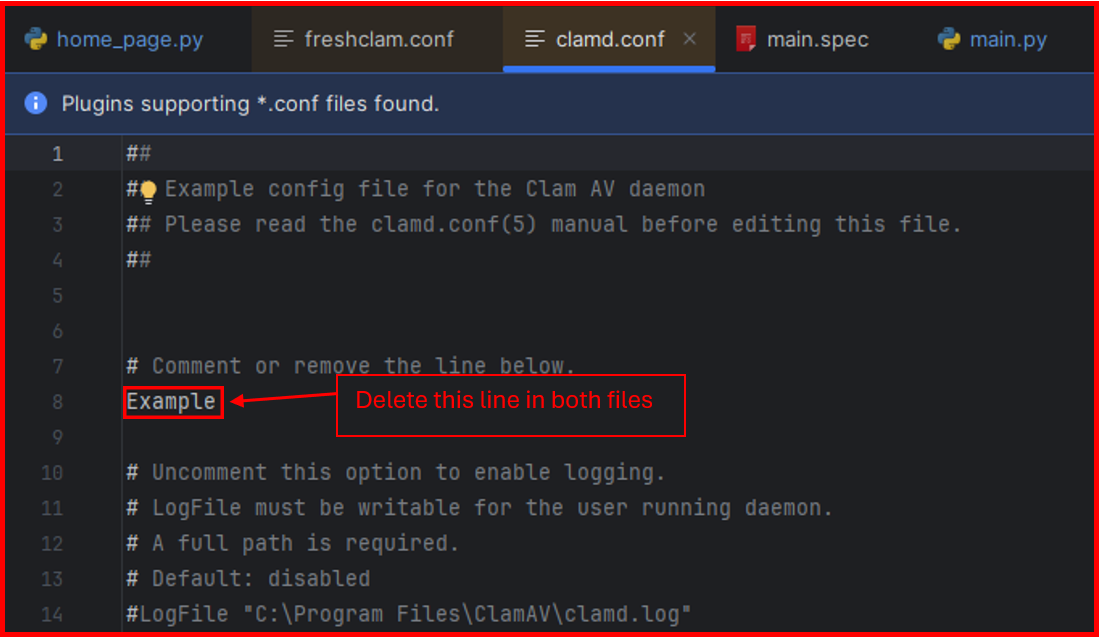 home_page.py freshclam.conf clamd.conf × main.spec main.py
Plugins supporting *.conf files found.
1 ##
2 # Example config file for the Clam AV daemon
3 ## Please read the clamd.conf(5) manual before editing this file.
4 ##
5
6
7 # Comment or remove the line below.
8 Example Delete this line in both files
9
10 # Uncomment this option to enable logging.
11 # LogFile must be writable for the user running daemon.
12 # A full path is required.
13 # Default: disabled
14 #LogFile "C:\Program Files\ClamAV\clamd.log"